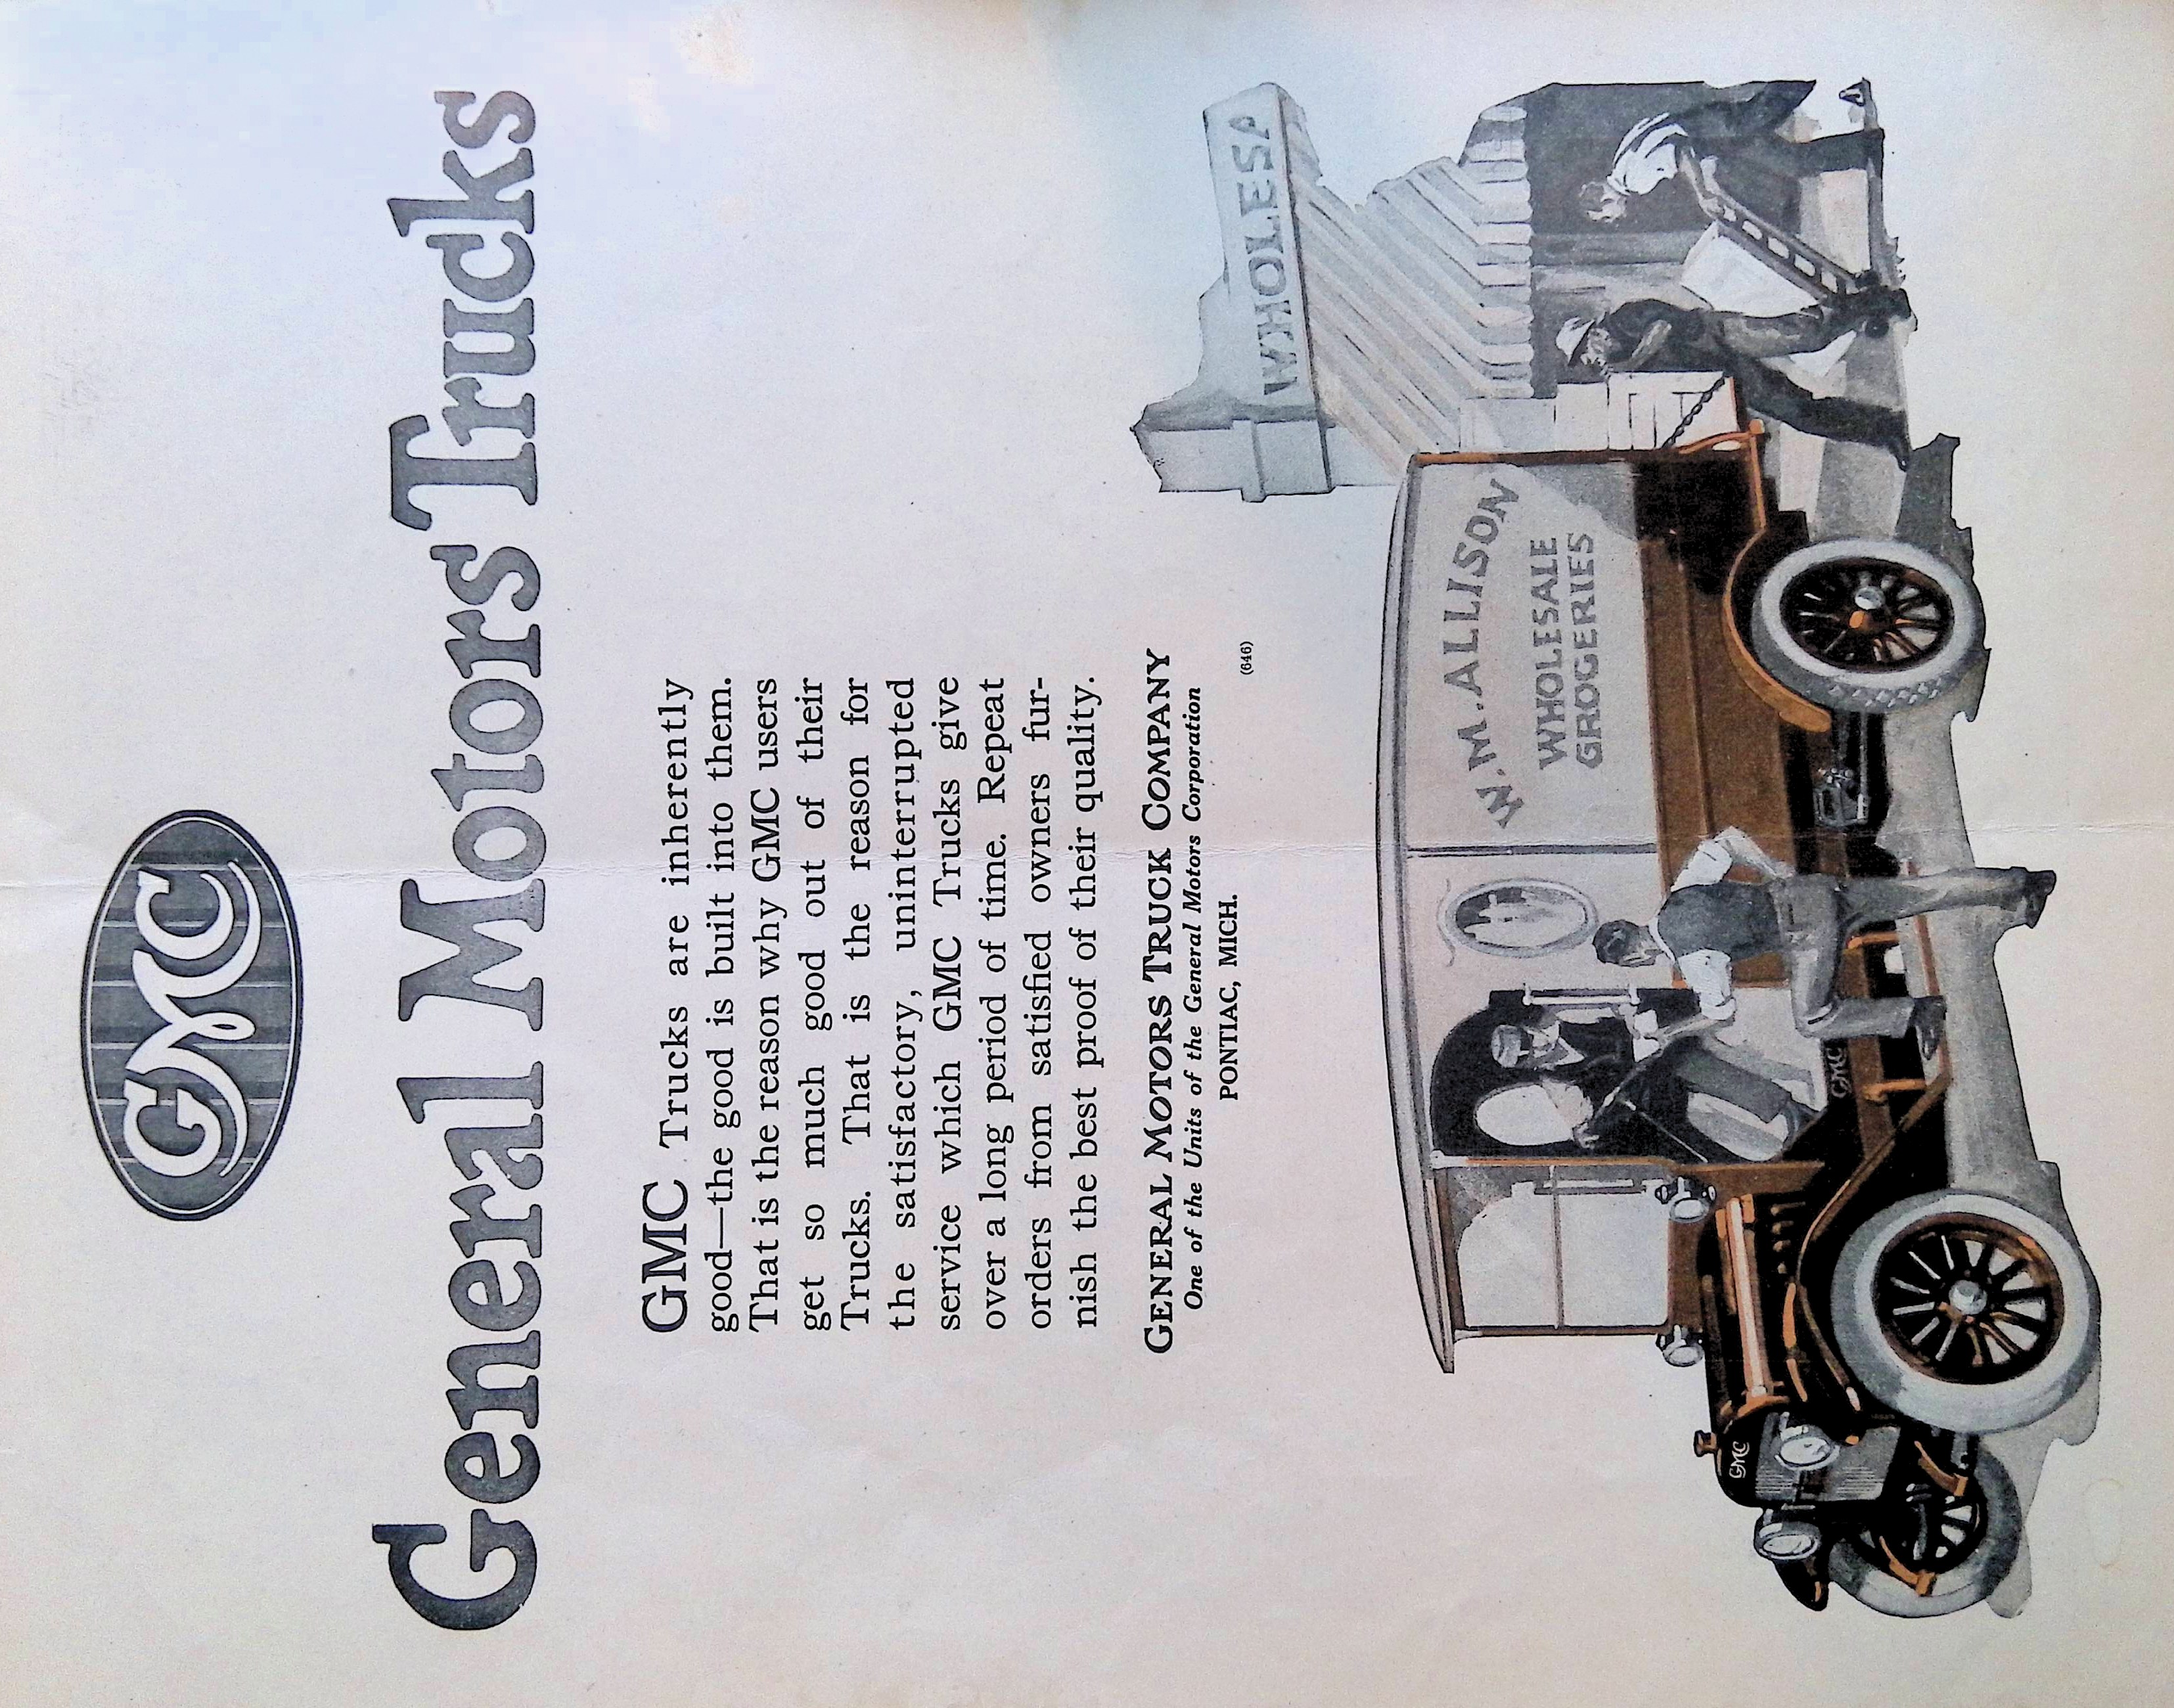 GMC
General Motors Trucks
GMC Trucks are inherently
good—the good is built into them.
That is the reason why GMC users
get so much good out of their
Trucks. That is the reason for
the satisfactory, uninterrupted
service which GMC Trucks give
over a long period of time. Repeat
orders from satisfied owners fur-
nish the best proof of their quality.
GENERAL MOTORS TRUCK COMPANY
One of the Units of the General Motors Corporation
PONTIAC, MICH.
(646)
WHOLESA
W.M. ALLISON
WHOLESALE
GROGERIES
GMC
GMC